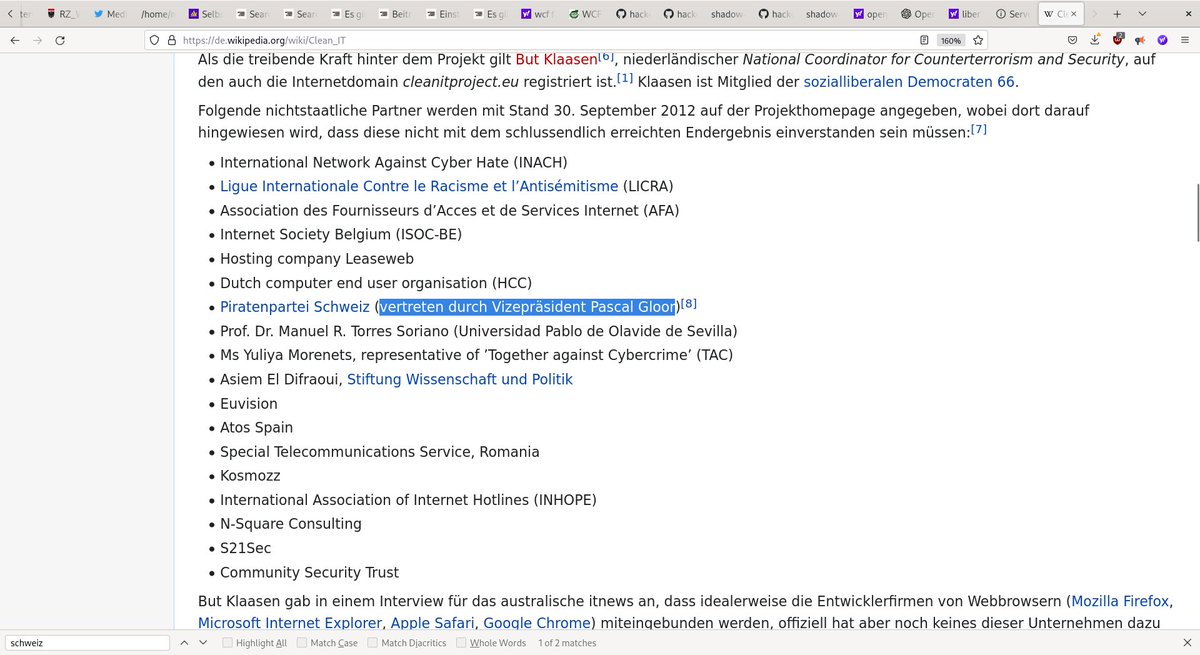 RZ_
Medi
/home/
Selb
Sear
Sear
Es gi
Beitr
Einst
Es gi
wcf f
WCF
hack
hack
shadow-
hack
shadow
open
Ope
liber
Serv
Cle
https://de.wikipedia.org/wiki/Clean_IT
160%
Als die treibende Kraft hinter dem Projekt gilt But Klaasen[6], niederländischer National Coordinator for Counterterrorism and Security, auf
den auch die Internetdomain cleanitproject.eu registriert ist.[1] Klaasen ist Mitglied der sozialliberalen Democraten 66.
Folgende nichtstaatliche Partner werden mit Stand 30. September 2012 auf der Projekthomepage angegeben, wobei dort darauf
hingewiesen wird, dass diese nicht mit dem schlussendlich erreichten Endergebnis einverstanden sein müssen:[7]
• International Network Against Cyber Hate (INACH)
• Ligue Internationale Contre le Racisme et l’Antisémitisme (LICRA)
• Association des Fournisseurs d’Acces et de Services Internet (AFA)
• Internet Society Belgium (ISOC-BE)
• Hosting company Leaseweb
• Dutch computer end user organisation (HCC)
• Piratenpartei Schweiz (vertreten durch Vizepräsident Pascal Gloor)[8]
• Prof. Dr. Manuel R. Torres Soriano (Universidad Pablo de Olavide de Sevilla)
• Ms Yuliya Morenets, representative of ’Together against Cybercrime’ (TAC)
• Asiem El Difraoui, Stiftung Wissenschaft und Politik
• Euvision
• Atos Spain
• Special Telecommunications Service, Romania
• Kosmozz
• International Association of Internet Hotlines (INHOPE)
• N-Square Consulting
• S21Sec
• Community Security Trust
But Klaasen gab in einem Interview für das australische itnews an, dass idealerweise die Entwicklerfirmen von Webbrowsern (Mozilla Firefox,
Microsoft Internet Explorer, Apple Safari, Google Chrome) miteingebunden werden, offiziell hat aber noch keines dieser Unternehmen dazu
schweiz
Highlight All
Match Case
Match Diacritics
Whole Words
1 of 2 matches